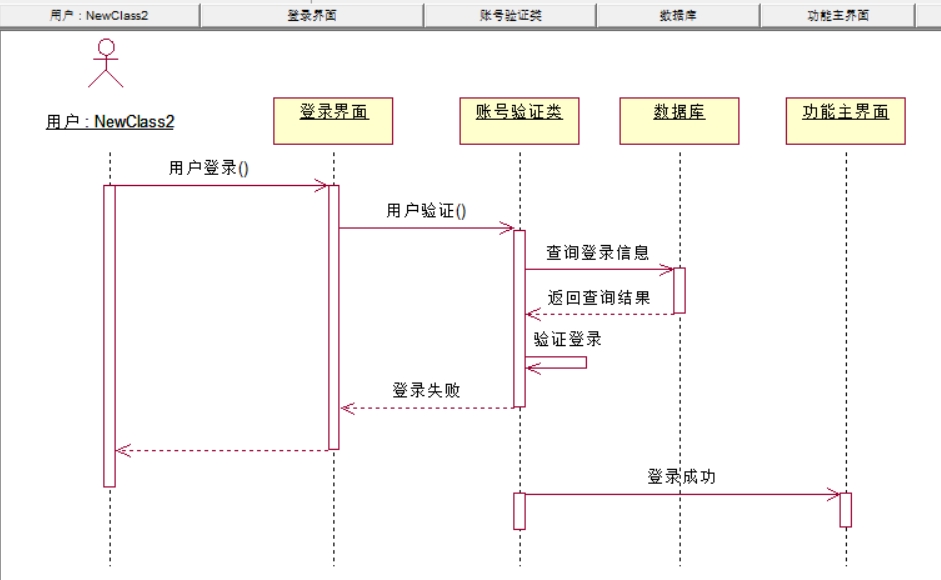 用户 : NewClass2
登录界面
账号验证类
数据库
功能主界面
用户 : NewClass2
登录界面
账号验证类
数据库
功能主界面
用户登录()
用户验证()
查询登录信息
返回查询结果
验证登录
登录失败
登录成功